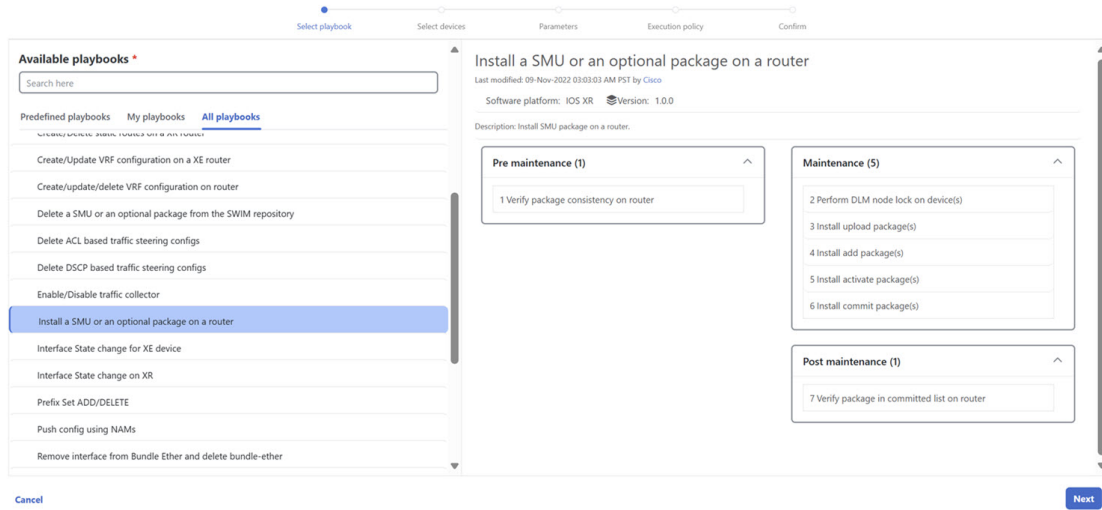 Select playbook
Select devices
Parameters
Execution policy
Confirm
Available playbooks *
Search here
Predefined playbooks
My playbooks
All playbooks
Create/Delete static routes on a XR router
Create/Update VRF configuration on a XE router
Create/update/delete VRF configuration on router
Delete a SMU or an optional package from the SWIM repository
Delete ACL based traffic steering configs
Delete DSCP based traffic steering configs
Enable/Disable traffic collector
Install a SMU or an optional package on a router
Interface State change for XE device
Interface State change on XR
Prefix Set ADD/DELETE
Push config using NAMs
Remove interface from Bundle Ether and delete bundle-ether
Install a SMU or an optional package on a router
Last modified: 09-Nov-2022 03:03:03 AM PST by Cisco
Software platform: IOS XR Version: 1.0.0
Description: Install SMU package on a router.
Pre maintenance (1)
1 Verify package consistency on router
Maintenance (5)
2 Perform DLM node lock on device(s)
3 Install upload package(s)
4 Install add package(s)
5 Install activate package(s)
6 Install commit package(s)
Post maintenance (1)
7 Verify package in committed list on router
Cancel
Next